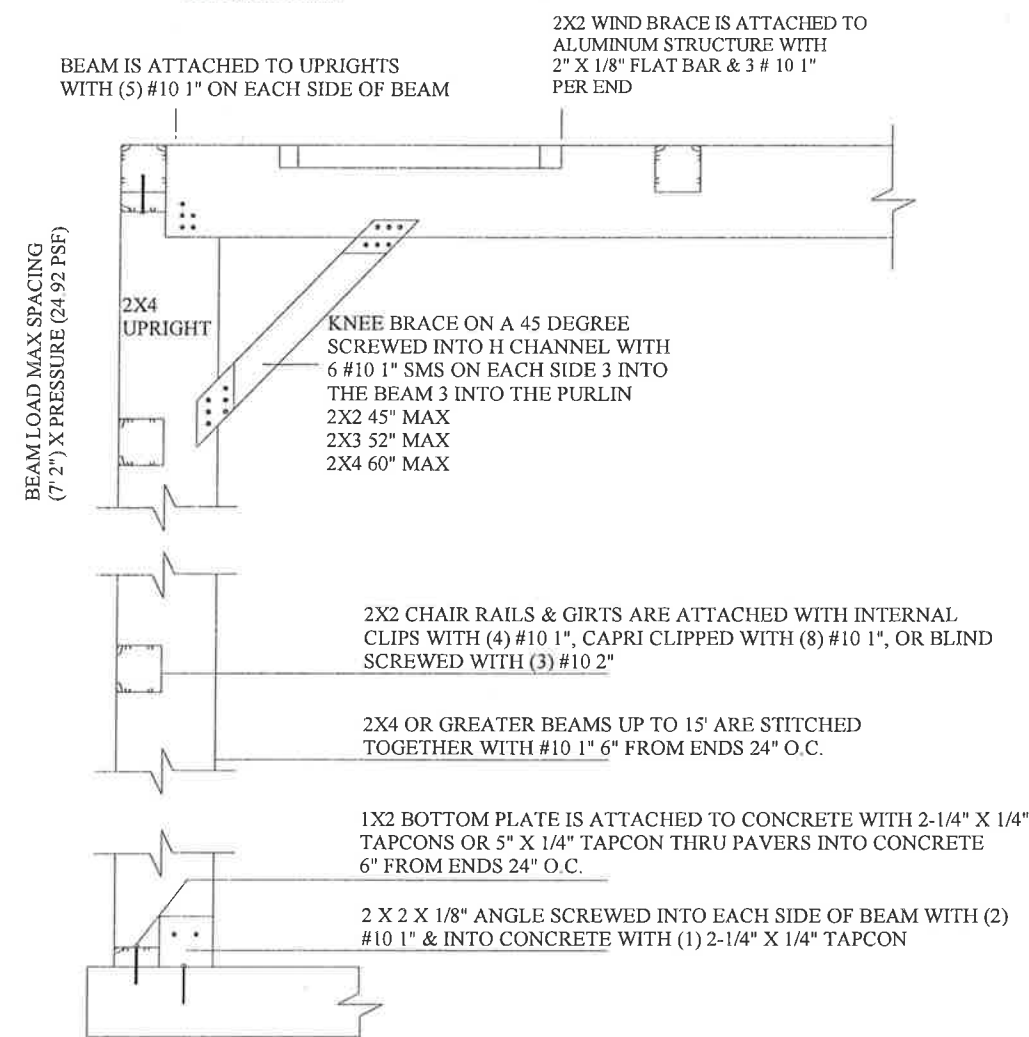 2X2 WIND BRACE IS ATTACHED TO
ALUMINUM STRUCTURE WITH
2" X 1/8" FLAT BAR & 3 # 10 1"
PER END
BEAM IS ATTACHED TO UPRIGHTS
WITH (5) #10 1" ON EACH SIDE OF BEAM
BEAM LOAD MAX SPACING
(7' 2") X PRESSURE (24.92 PSF)
2X4
UPRIGHT
KNEE BRACE ON A 45 DEGREE
SCREWED INTO H CHANNEL WITH
6 #10 1" SMS ON EACH SIDE 3 INTO
THE BEAM 3 INTO THE PURLIN
2X2 45" MAX
2X3 52" MAX
2X4 60" MAX
2X2 CHAIR RAILS & GIRTS ARE ATTACHED WITH INTERNAL
CLIPS WITH (4) #10 1", CAPRI CLIPPED WITH (8) #10 1", OR BLIND
SCREWED WITH (3) #10 2"
2X4 OR GREATER BEAMS UP TO 15' ARE STITCHED
TOGETHER WITH #10 1" 6" FROM ENDS 24" O.C.
1X2 BOTTOM PLATE IS ATTACHED TO CONCRETE WITH 2-1/4" X 1/4"
TAPCONS OR 5" X 1/4" TAPCON THRU PAVERS INTO CONCRETE
6" FROM ENDS 24" O.C.
2 X 2 X 1/8" ANGLE SCREWED INTO EACH SIDE OF BEAM WITH (2)
#10 1" & INTO CONCRETE WITH (1) 2-1/4" X 1/4" TAPCON